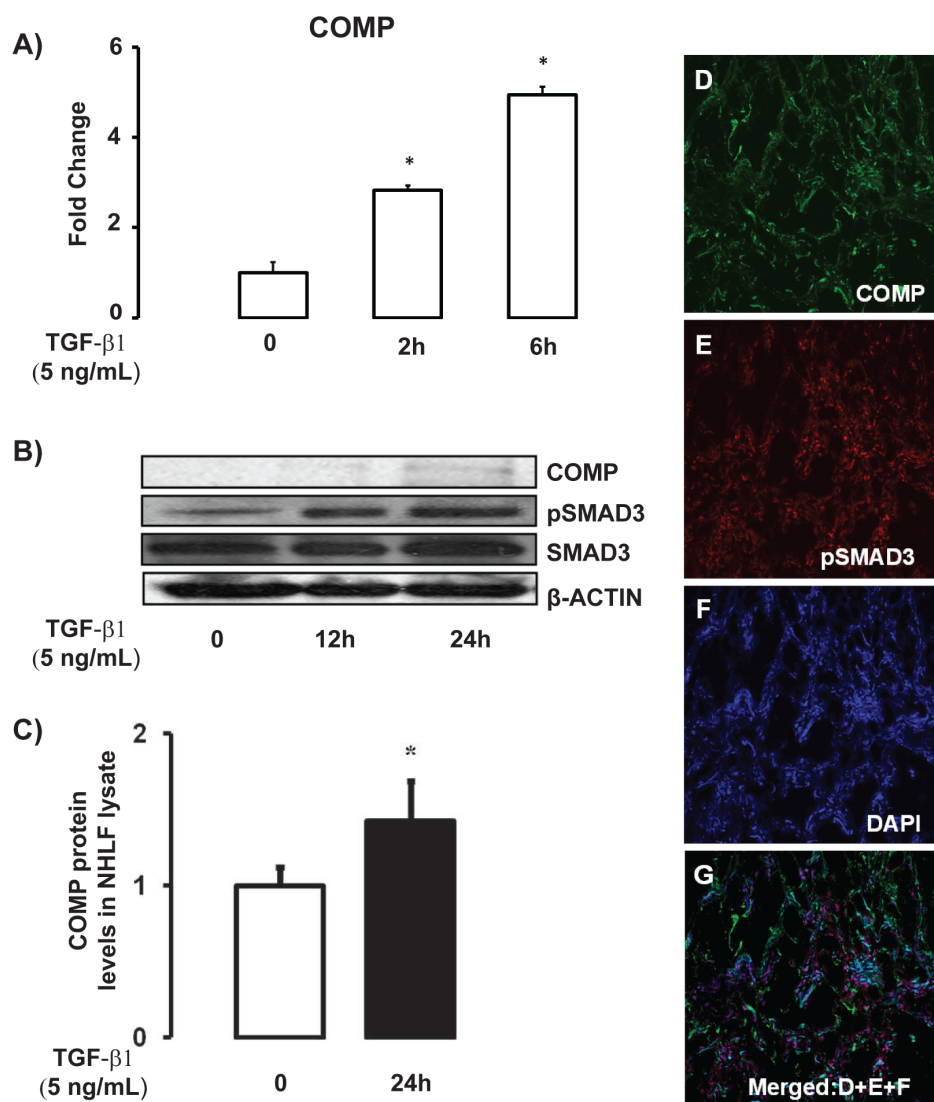 A)
COMP
Fold Change
6
4
2
0
*
*
TGF-β1
(5 ng/mL)
0
2h
6h
B)
COMP
pSMAD3
SMAD3
β-ACTIN
TGF-β1
(5 ng/mL)
0
12h
24h
C)
COMP protein
levels in NHLF lysate
2
1
0
*
TGF-β1
(5 ng/mL)
0
24h
D
COMP
E
pSMAD3
F
DAPI
G
Merged:D+E+F